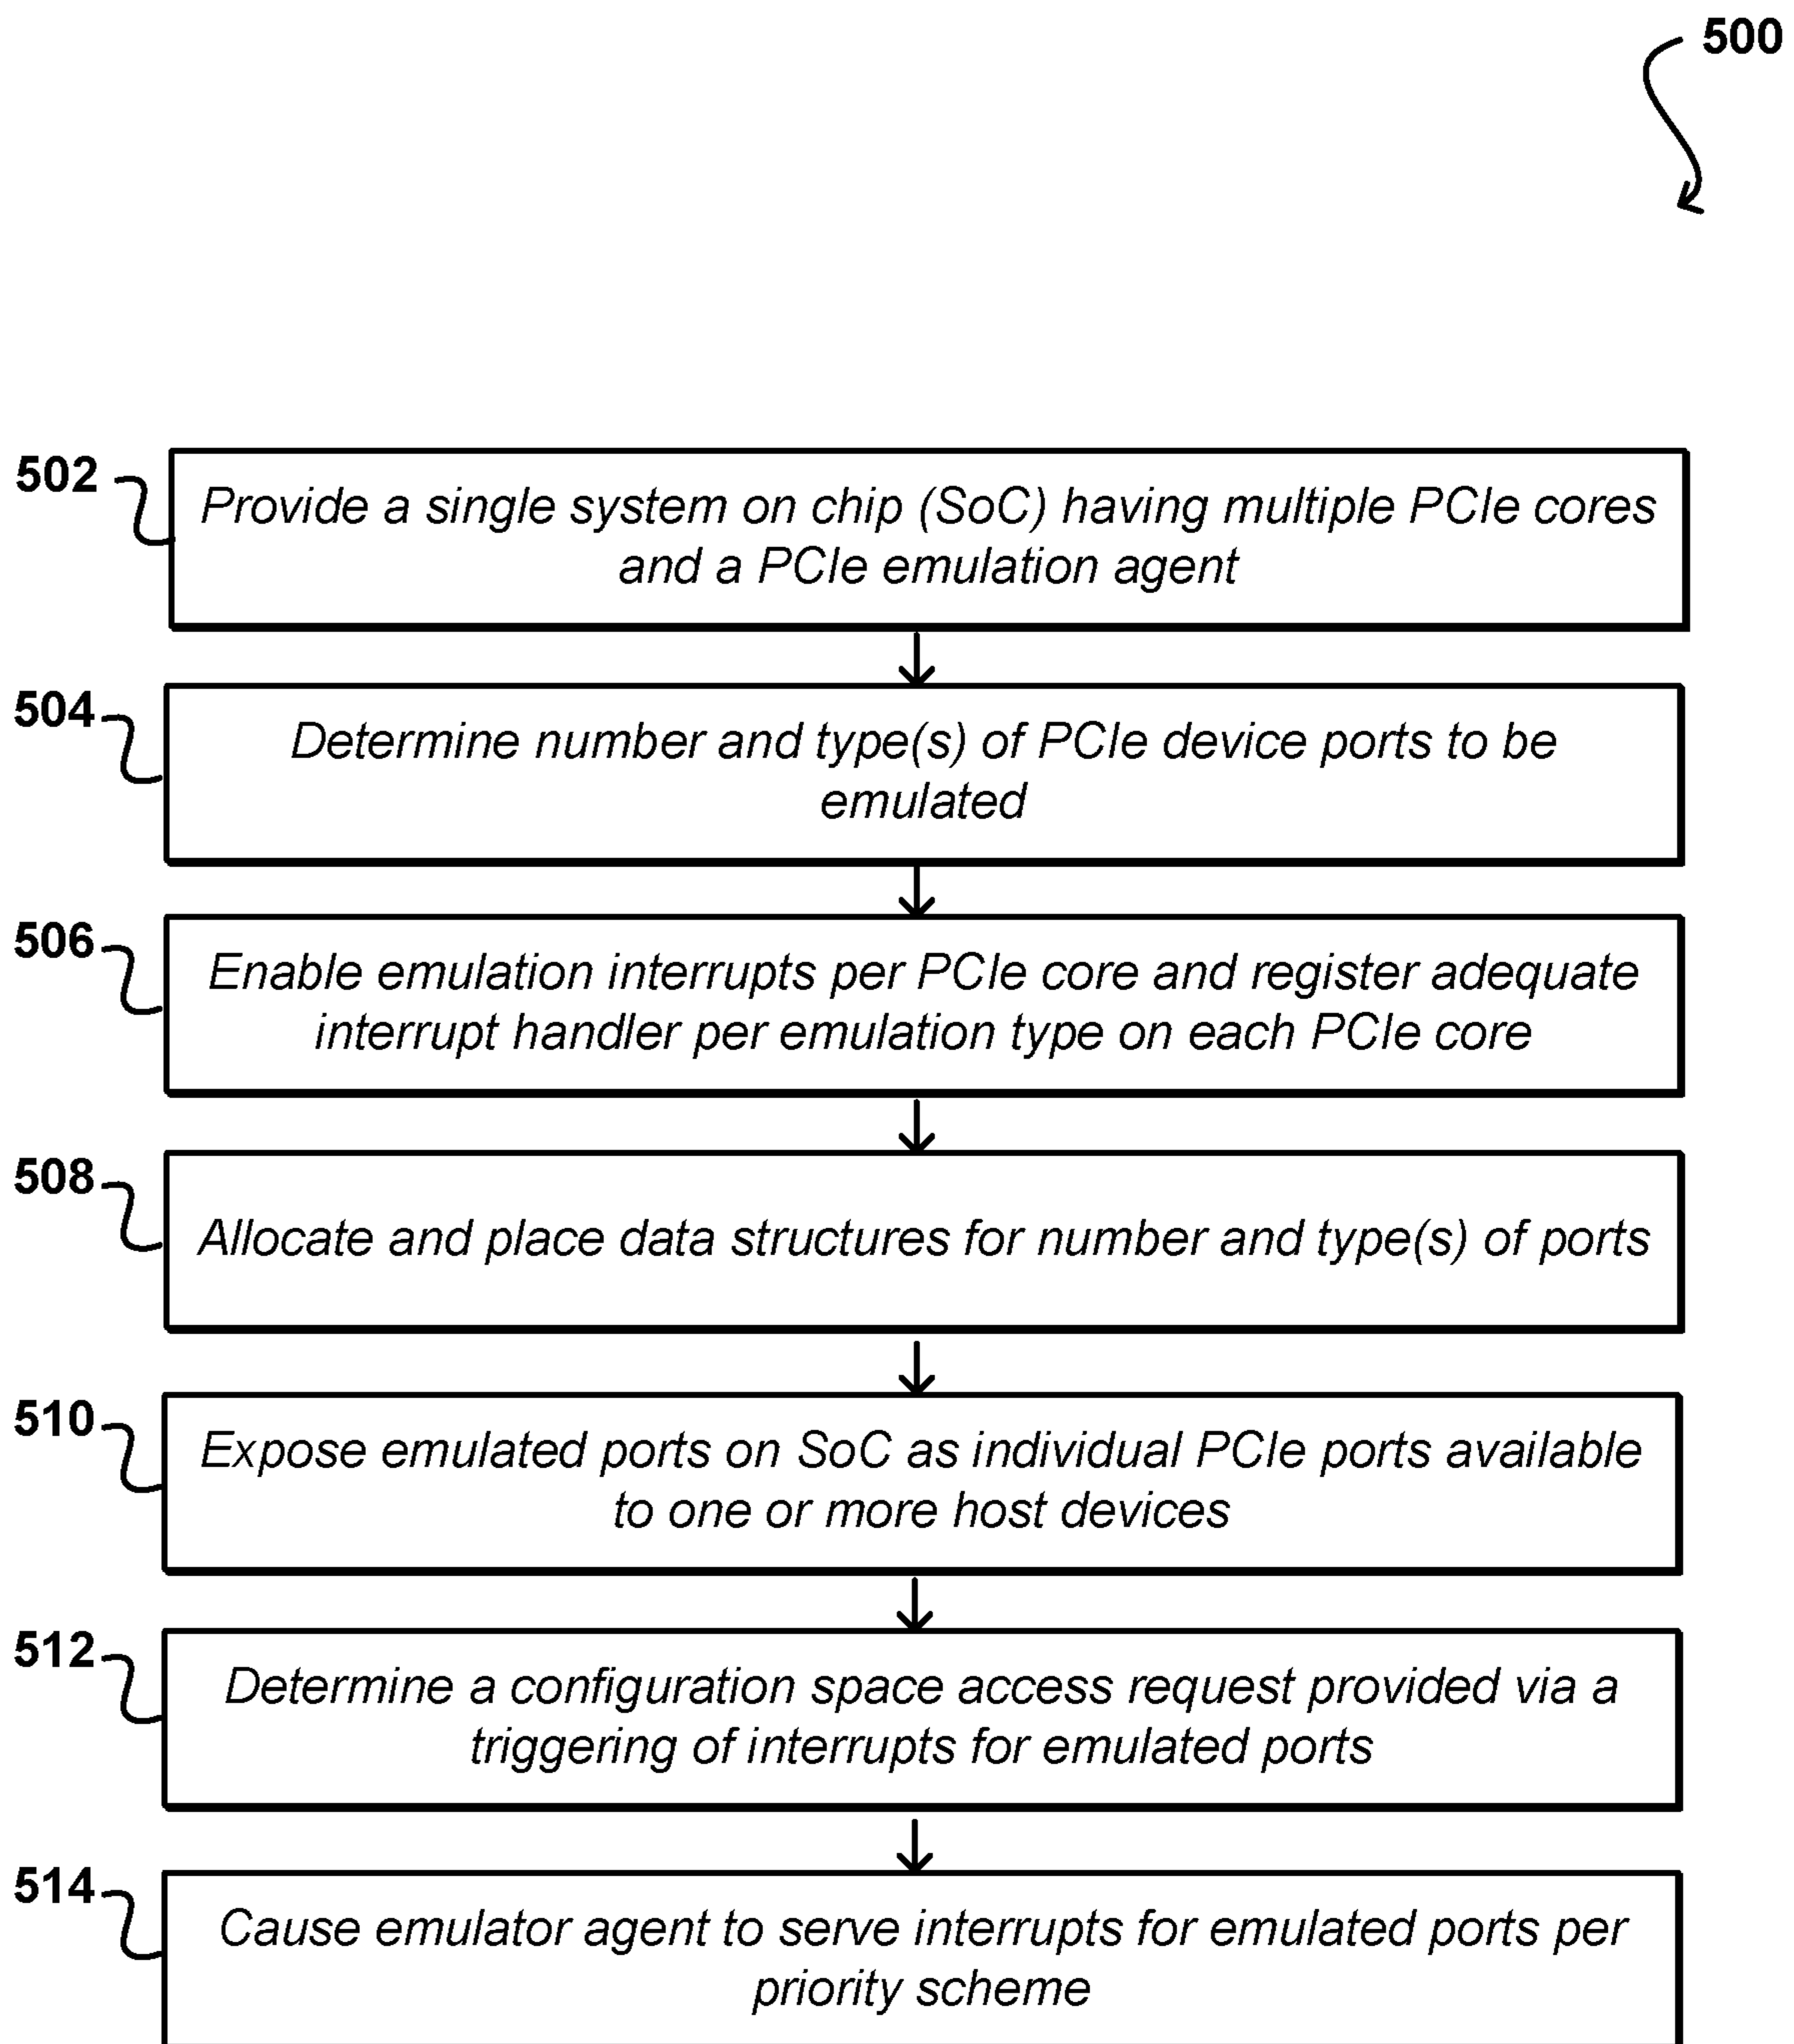 500
502
Provide a single system on chip (SoC) having multiple PCIe cores
and a PCIe emulation agent
504
Determine number and type(s) of PCIe device ports to be
emulated
506
Enable emulation interrupts per PCIe core and register adequate
interrupt handler per emulation type on each PCIe core
508
Allocate and place data structures for number and type(s) of ports
510
Expose emulated ports on SoC as individual PCIe ports available
to one or more host devices
512
Determine a configuration space access request provided via a
triggering of interrupts for emulated ports
514
Cause emulator agent to serve interrupts for emulated ports per
priority scheme